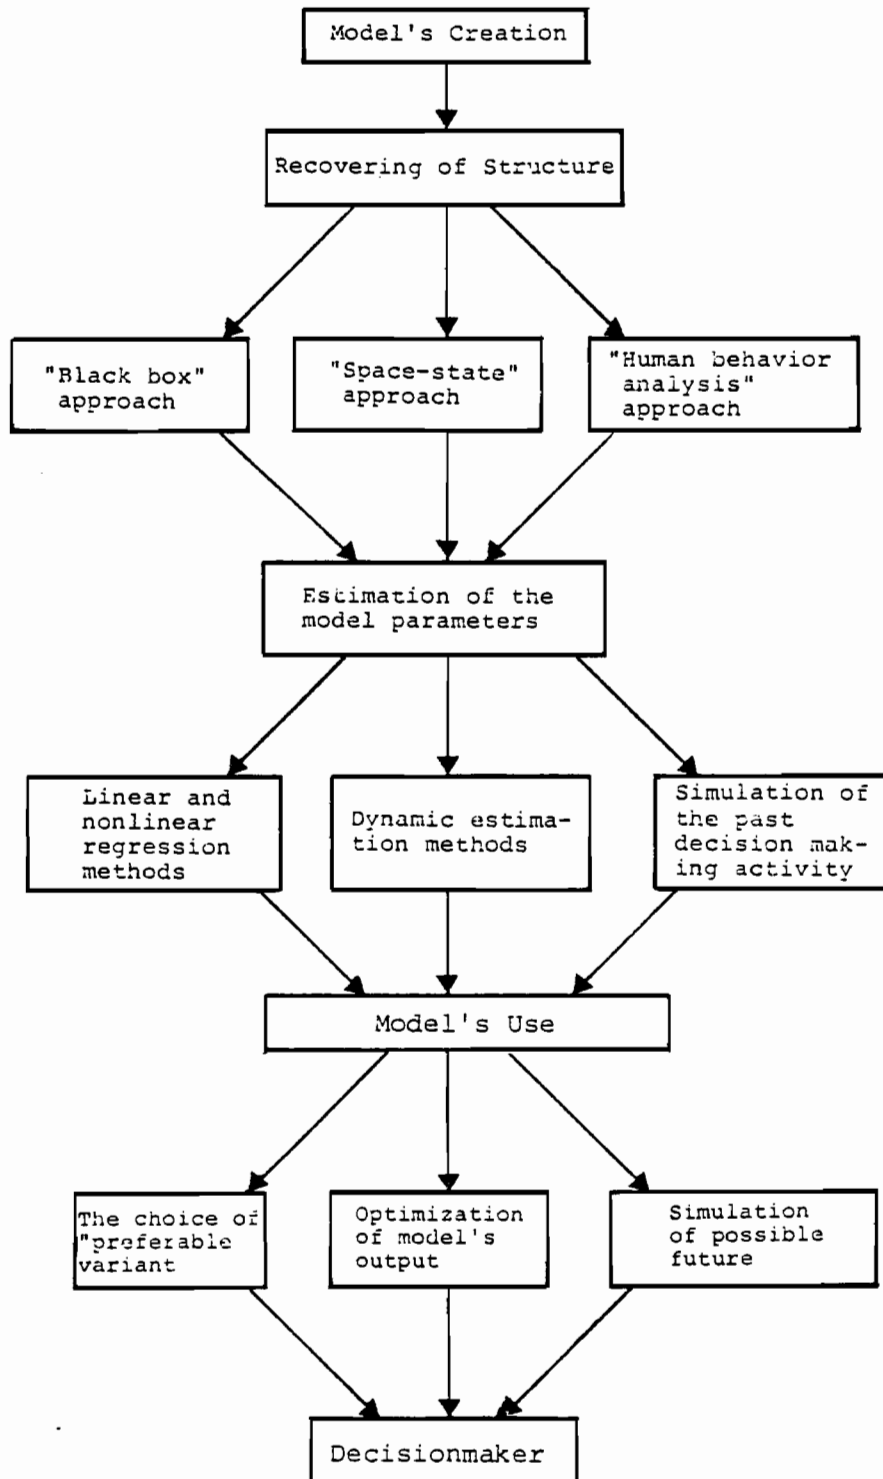 Model's Creation
Recovering of Structure
"Black box"
approach
"Space-state"
approach
"Human behavior
analysis"
approach
Estimation of the
model parameters
Linear and
nonlinear
regression
methods
Dynamic estima-
tion methods
Simulation of
the past
decision mak-
ing activity
Model's Use
The choice of
"preferable
variant
Optimization
of model's
output
Simulation
of possible
future
Decisionmaker